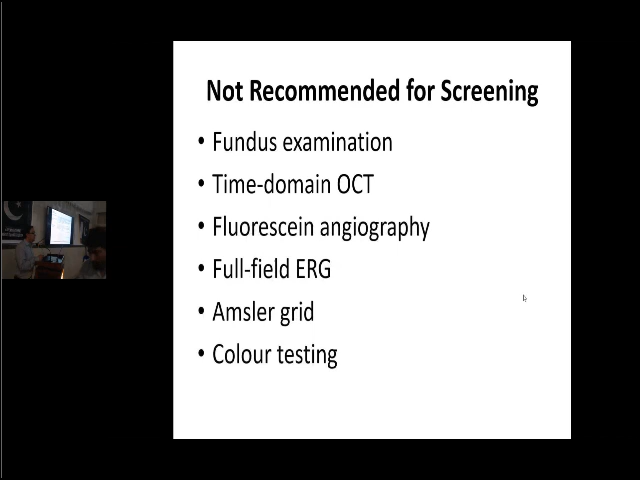 Not Recommended for Screening
• Fundus examination
• Time-domain OCT
• Fluorescein angiography
• Full-field ERG
• Amsler grid
• Colour testing